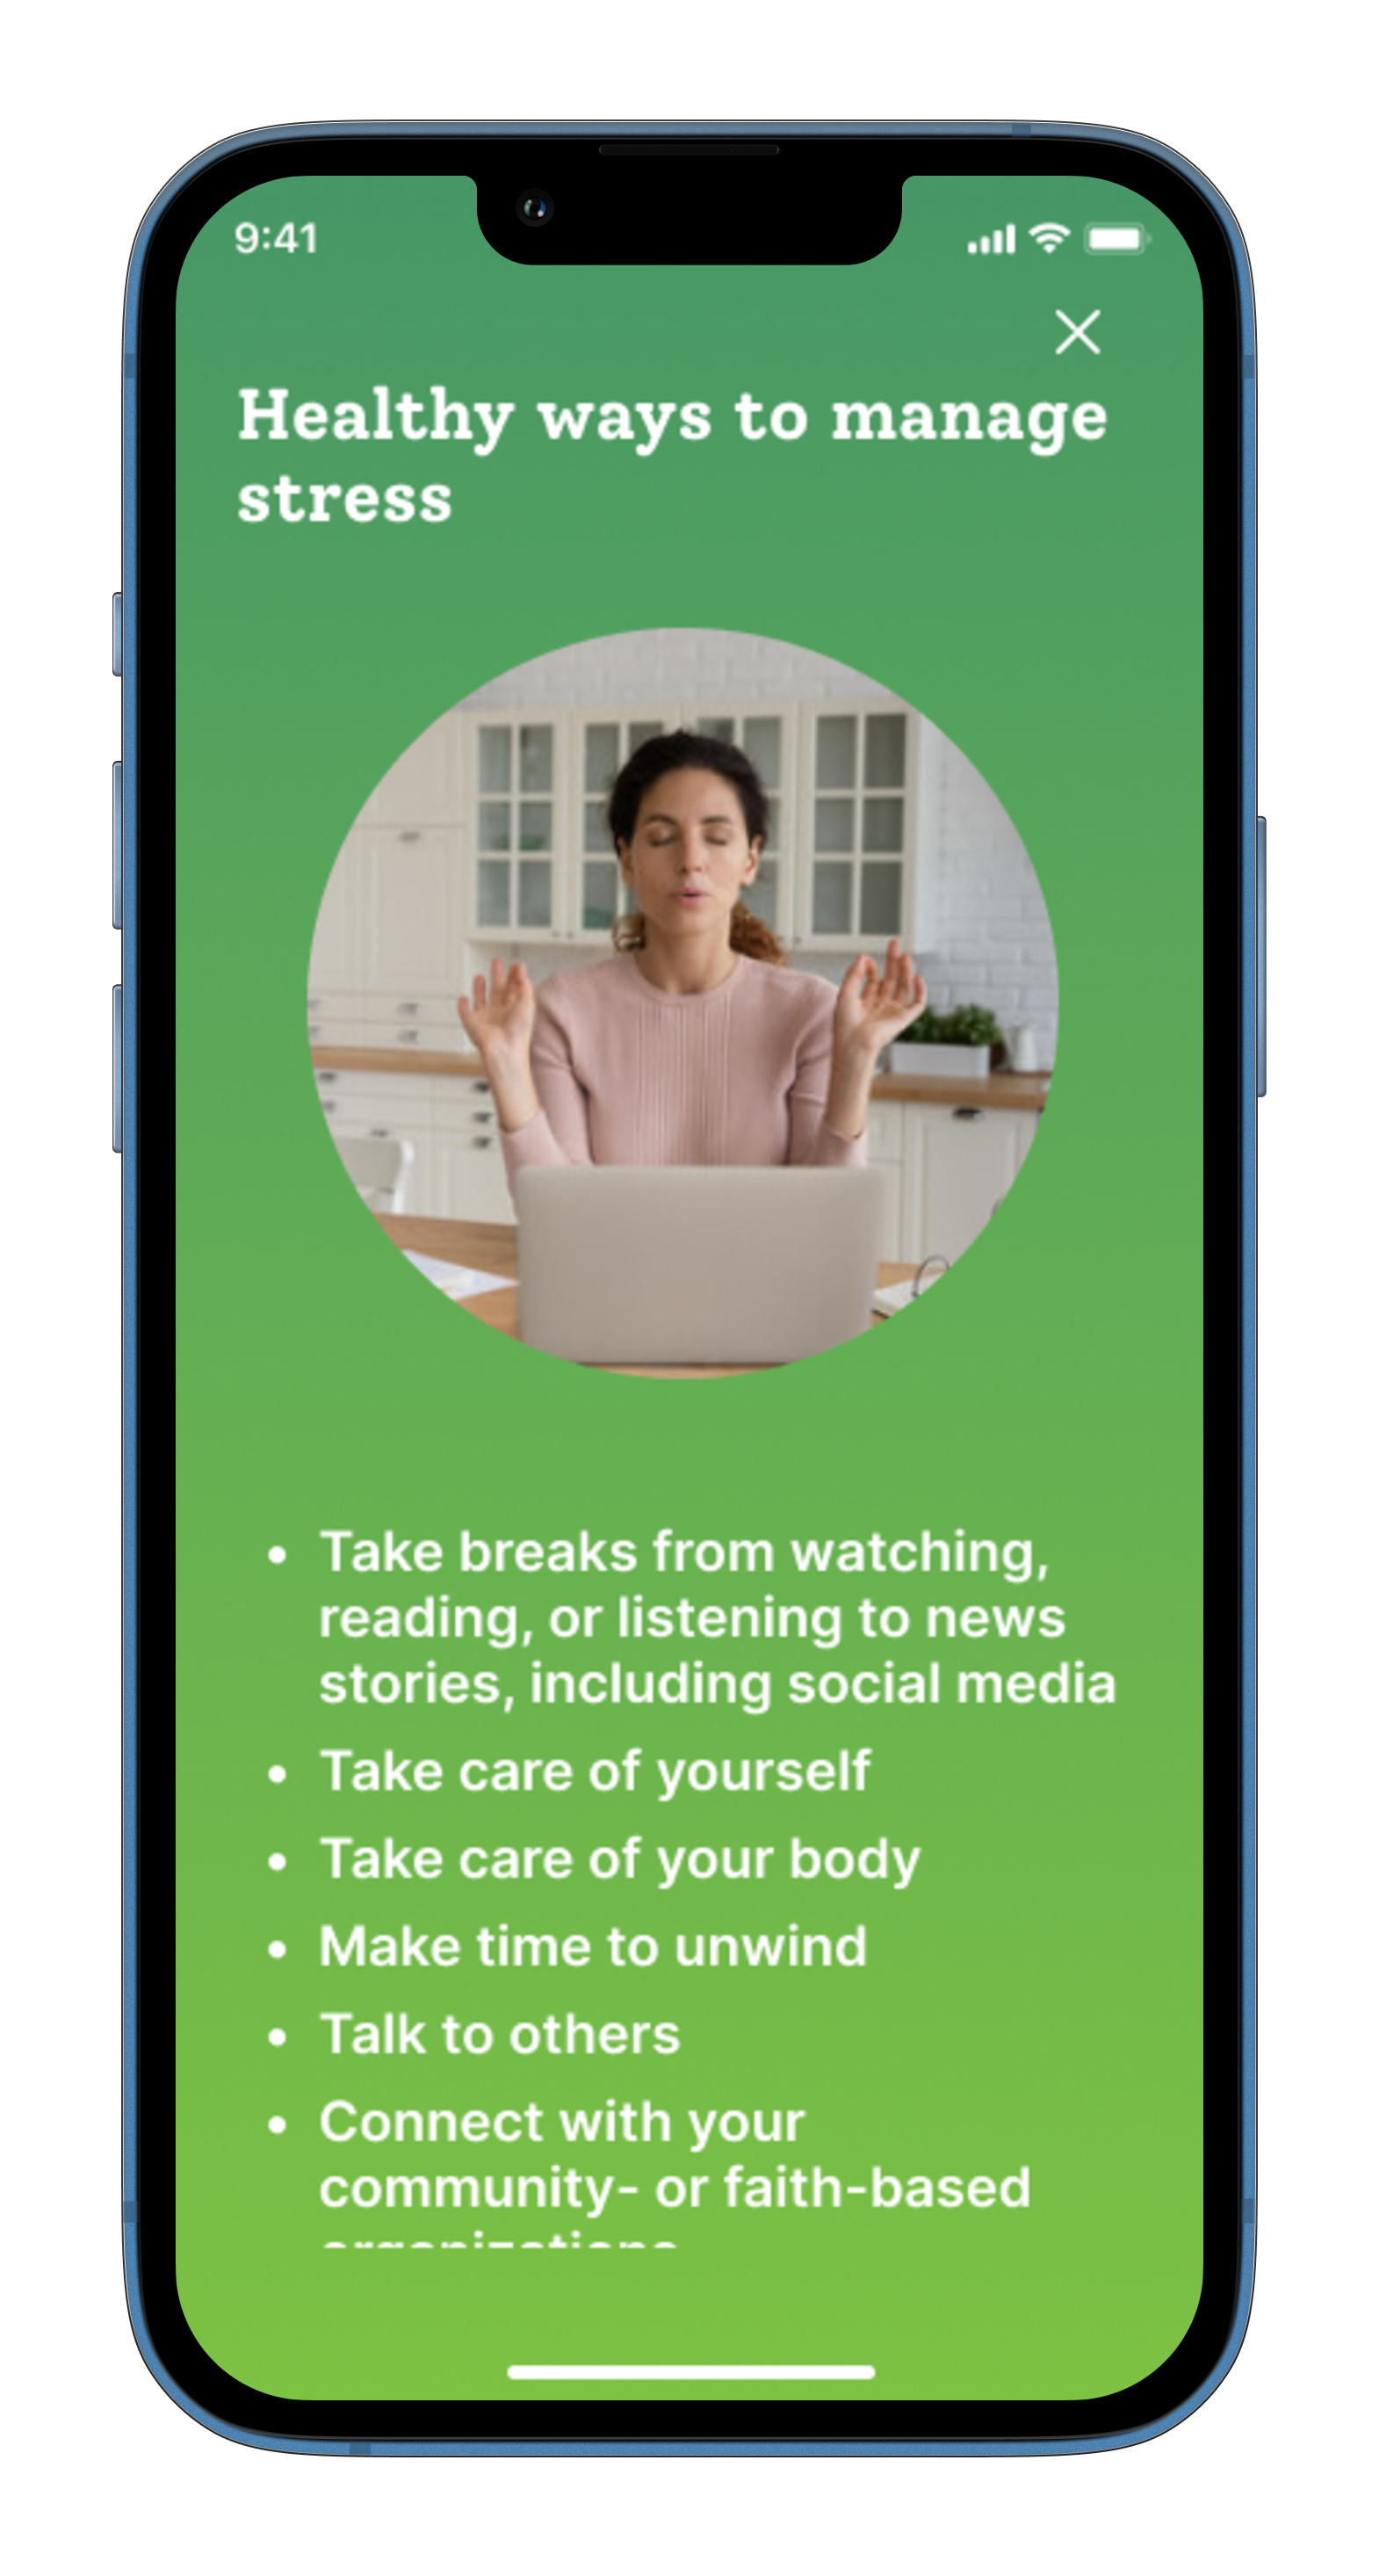 9:41
Healthy ways to manage
stress
• Take breaks from watching,
reading, or listening to news
stories, including social media
• Take care of yourself
• Take care of your body
• Make time to unwind
• Talk to others
• Connect with your
community- or faith-based
organizations